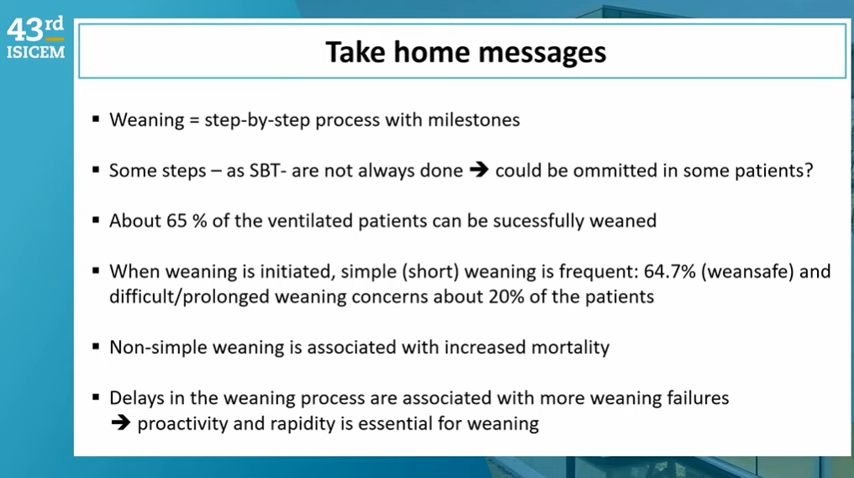 43rd
ISICEM
Take home messages
▪ Weaning = step-by-step process with milestones
▪ Some steps – as SBT- are not always done ➔ could be ommitted in some patients?
▪ About 65 % of the ventilated patients can be sucessfully weaned
▪ When weaning is initiated, simple (short) weaning is frequent: 64.7% (weansafe) and
difficult/prolonged weaning concerns about 20% of the patients
▪ Non-simple weaning is associated with increased mortality
▪ Delays in the weaning process are associated with more weaning failures
➔ proactivity and rapidity is essential for weaning